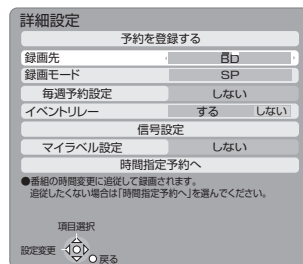 詳細設定
予約を登録する
録画先
録画モード SP
毎週予約設定 しない
イベントリレー する しない
信号設定
マイラベル設定 しない
時間指定予約へ
●番組の時間変更に追従して録画されます。
追従したくない場合は「時間指定予約へ」を選んでください。
項目選択
設定変更 戻る